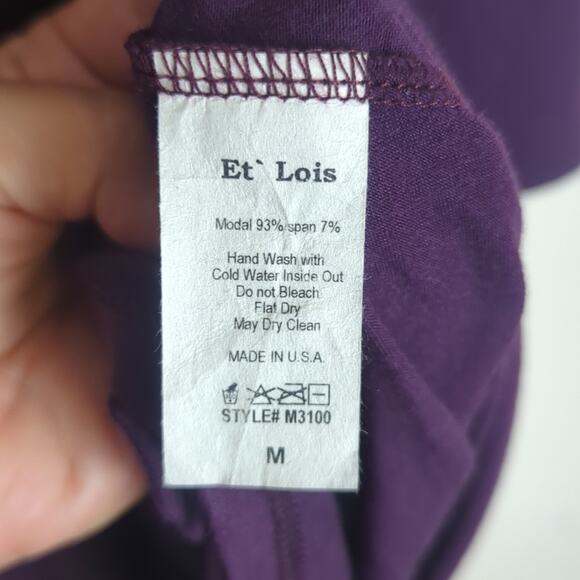 Et` Lois
Modal 93% span 7%
Hand Wash with
Cold Water Inside Out
Do not Bleach
Flat Dry
May Dry Clean
MADE IN U.S.A.
STYLE# M3100
M